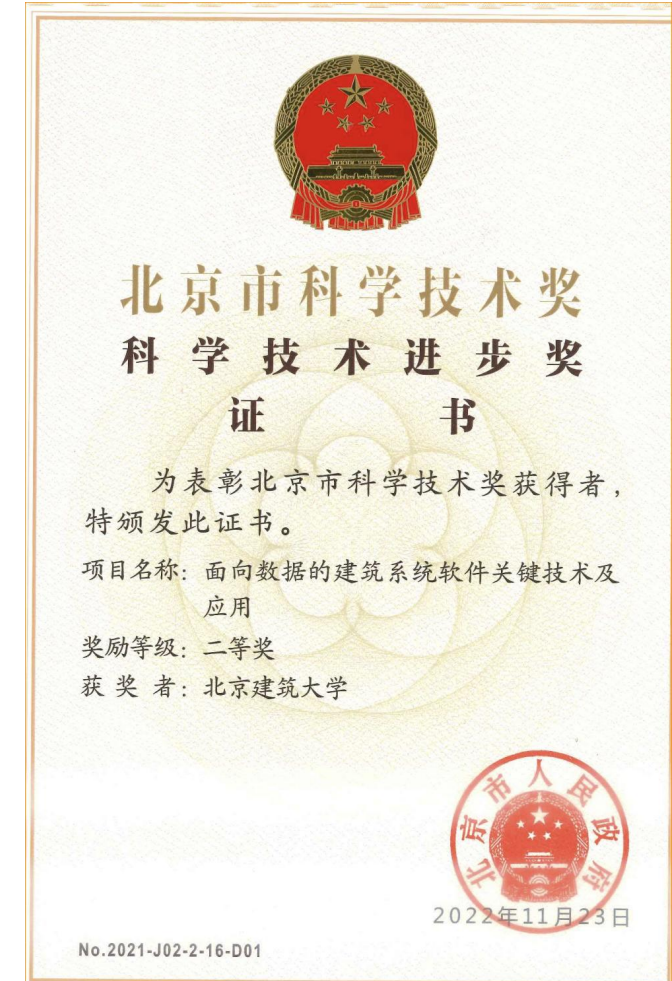 北京市科学技术奖
科学技术进步奖
证书
为表彰北京市科学技术奖获得者，
特颁发此证书。
项目名称：面向数据的建筑系统软件关键技术及
应用
奖励等级：二等奖
获奖者：北京建筑大学
北京市人民政府
2022年11月23日
No.2021-J02-2-16-D01